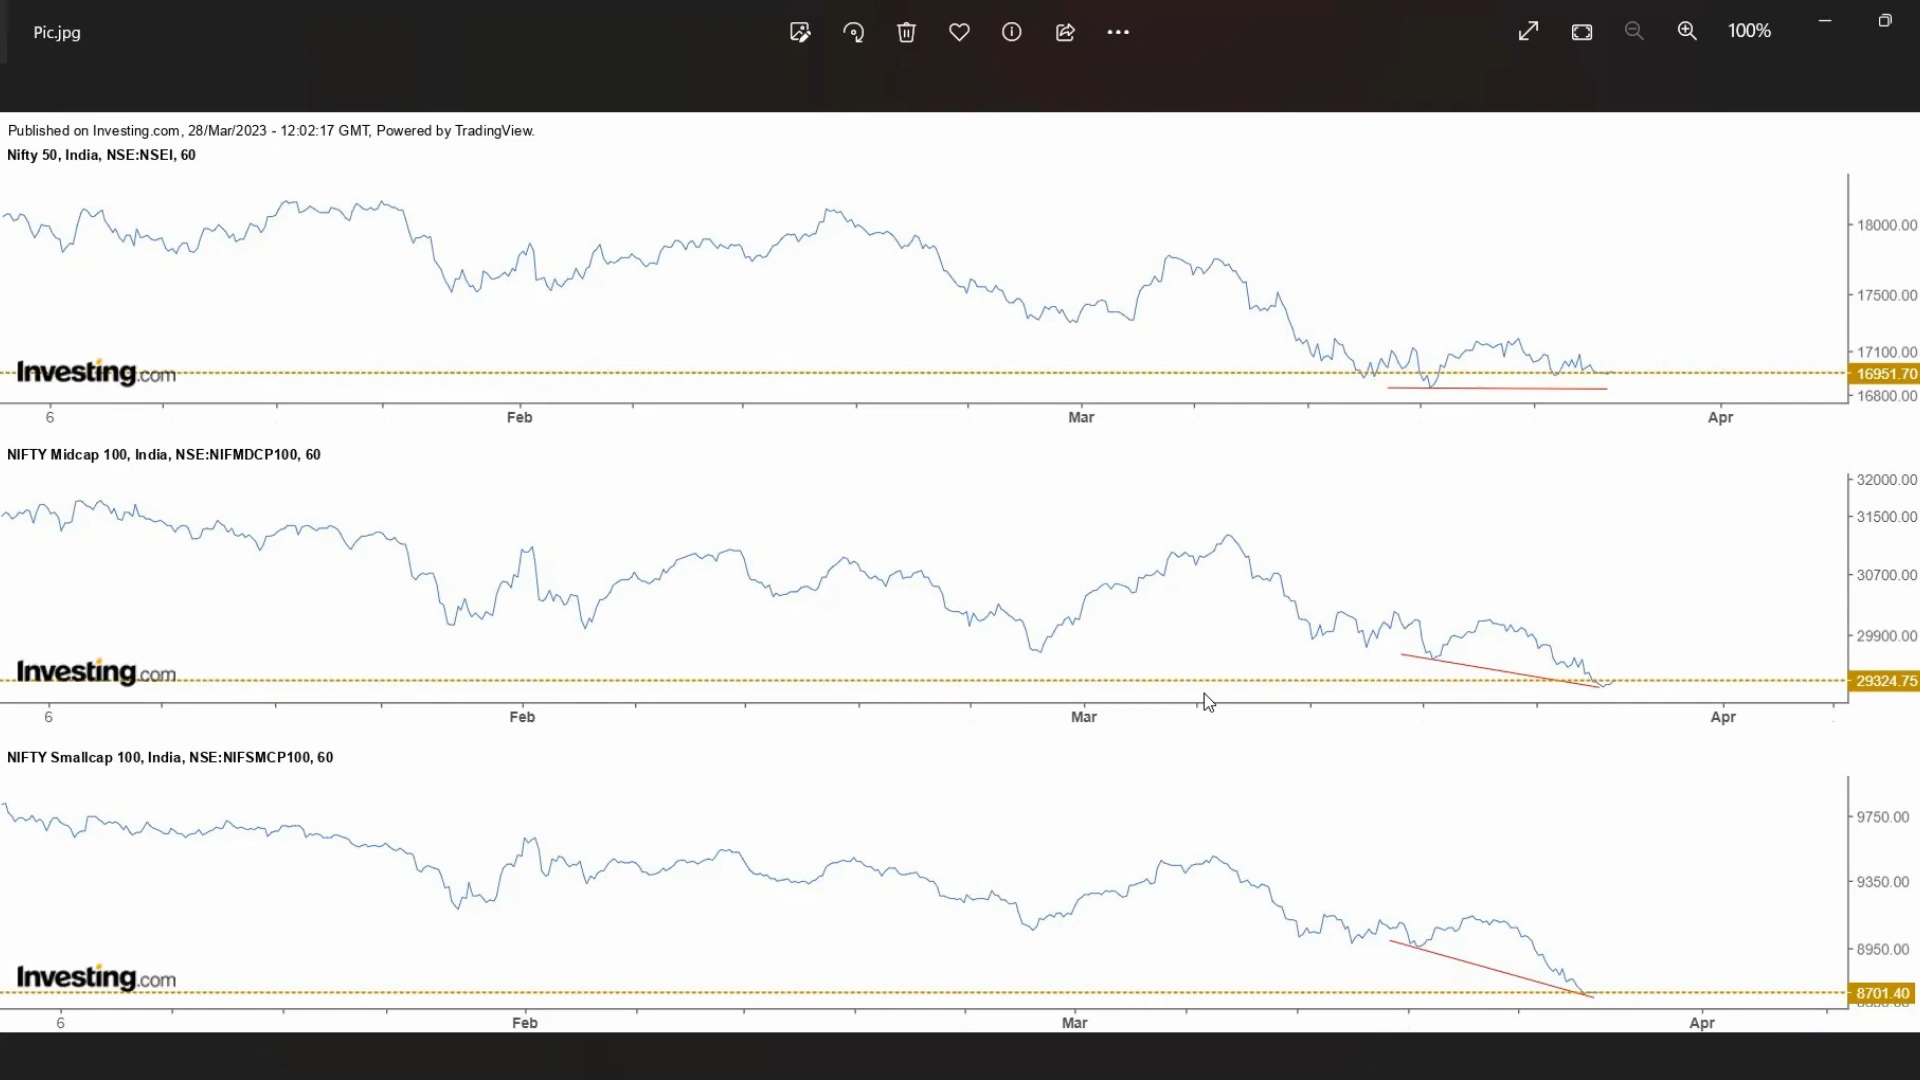 Pic.jpg
100%
Published on Investing.com, 28/Mar/2023 - 12:02:17 GMT, Powered by TradingView.
Nifty 50, India, NSE:NSEI, 60
18000.00
17500.00
17100.00
Investing.com
16951.70
16800.00
6 Feb Mar Apr
NIFTY Midcap 100, India, NSE:NIFMDCP100, 60
32000.00
31500.00
30700.00
29900.00
Investing.com
29324.75
6 Feb Mar Apr
NIFTY Smallcap 100, India, NSE:NIFSMCP100, 60
9750.00
9350.00
8950.00
Investing.com
8701.40
6 Feb Mar Apr